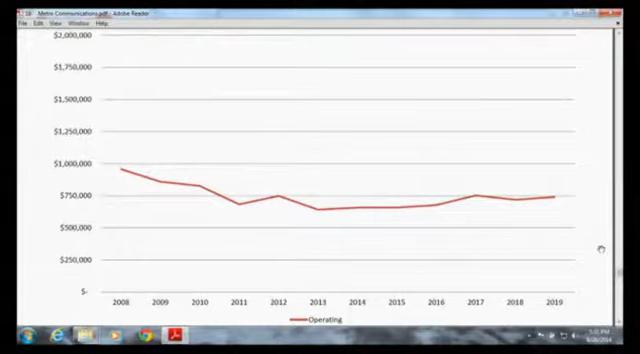 Metro Communications.pdf - Adobe Reader
File Edit View Window Help
$2,000,000
$1,750,000
$1,500,000
$1,250,000
$1,000,000
$750,000
$500,000
$250,000
$-
2008 2009 2010 2011 2012 2013 2014 2015 2016 2017 2018 2019
Operating